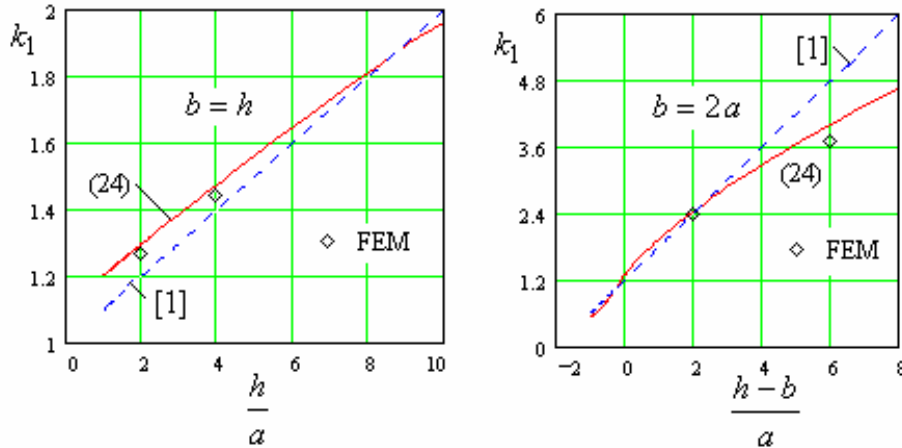 2
k₁
1.8
1.6
1.4
1.2
1
b = h
(24)
[1]
FEM
0 2 4 6 8 10
h
a
6
k₁
4.8
3.6
2.4
1.2
0
[1]
b = 2a
(24)
FEM
−2 0 2 4 6 8
h − b
a